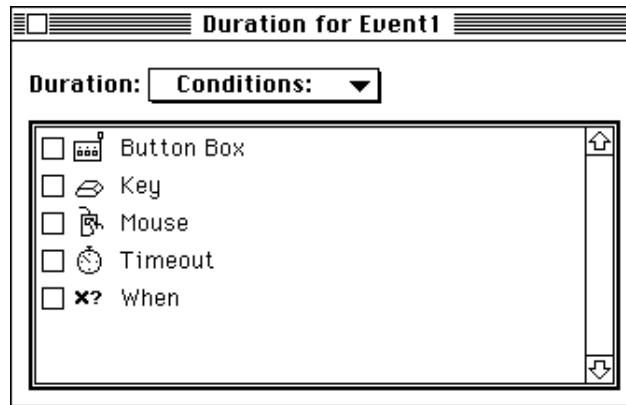 Duration for Event1
Duration: Conditions:
Button Box
Key
Mouse
Timeout
X? When